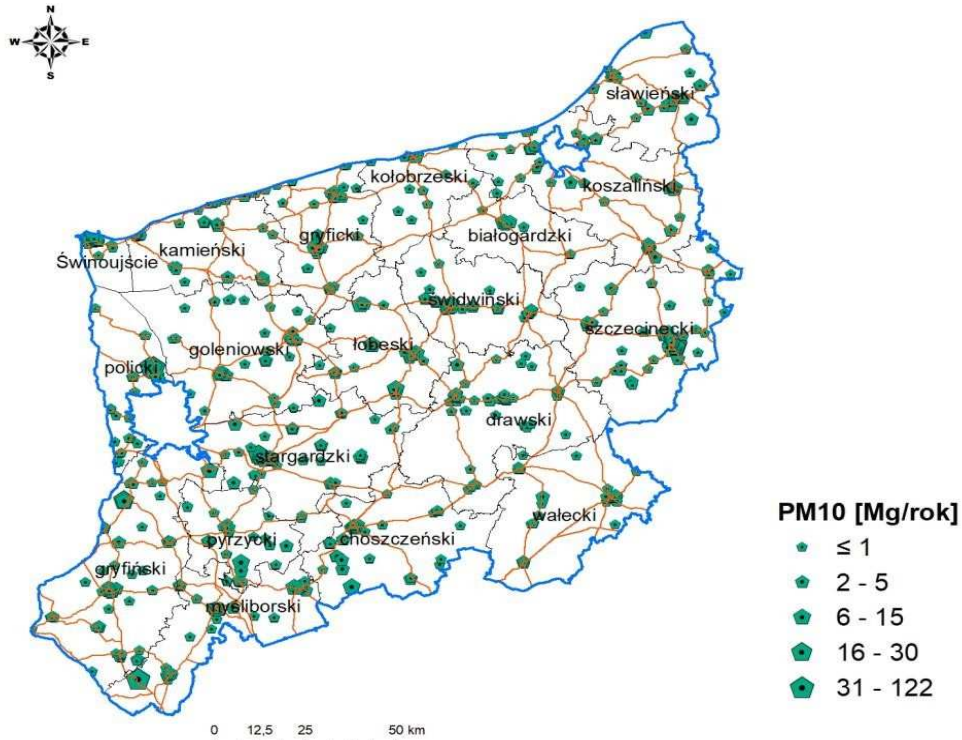 N
W E
S
sławieński
kołobrzeski
koszaliński
gryficki
białogardzki
kamieński
Świnoujście
świdwiński
szczecinecki
goleniowski
łobeski
policki
drawski
stargardzki
wałecki
pyrzycki
choszczeński
gryfiński
myśliborski
PM10 [Mg/rok]
≤ 1
2 - 5
6 - 15
16 - 30
31 - 122
0 12,5 25 50 km